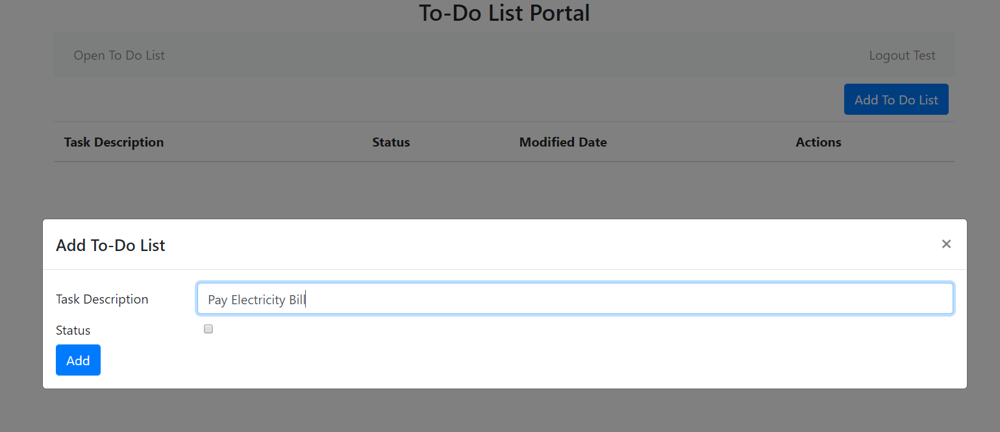 To-Do List Portal
Open To Do List Logout Test
Add To Do List
Task Description Status Modified Date Actions
Add To-Do List ×
Task Description Pay Electricity Bill
Status
Add